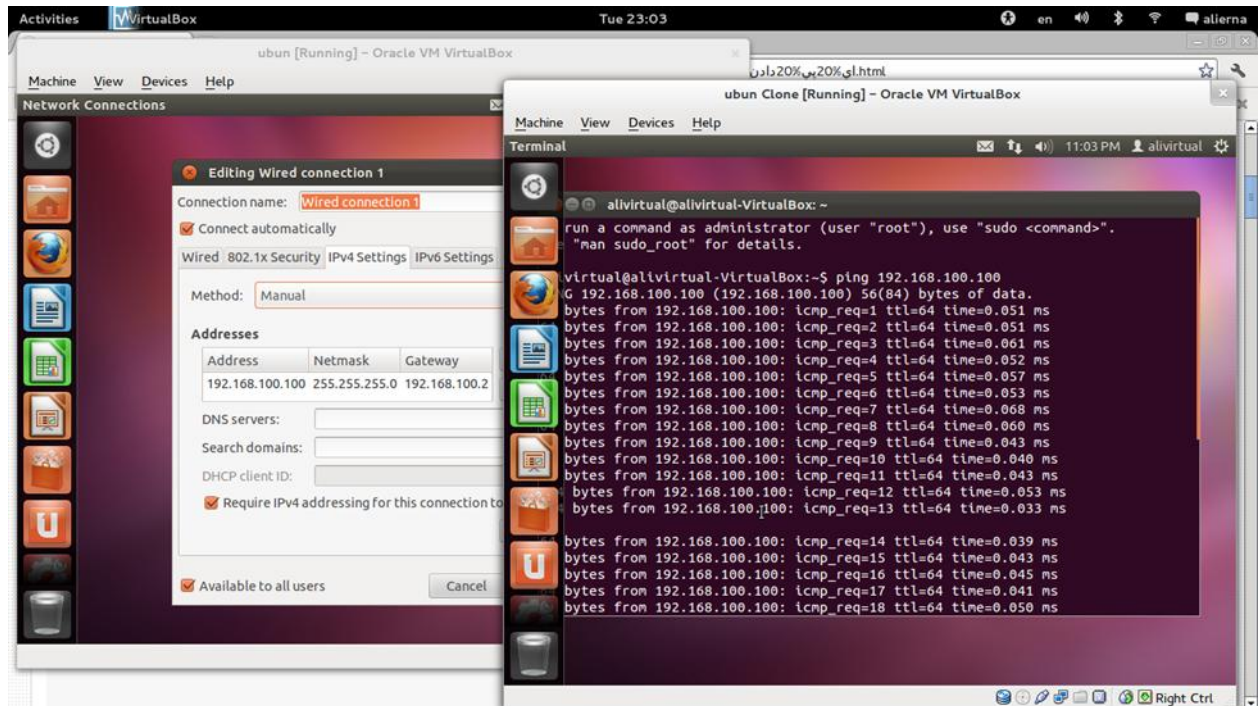 Activities VirtualBox Tue 23:03 en alierna
ubun [Running] – Oracle VM VirtualBox
Machine View Devices Help
Network Connections
Editing Wired connection 1
Connection name: Wired connection 1
Connect automatically
Wired 802.1x Security IPv4 Settings IPv6 Settings
Method: Manual
Addresses
Address Netmask Gateway
192.168.100.100 255.255.255.0 192.168.100.2
DNS servers:
Search domains:
DHCP client ID:
Require IPv4 addressing for this connection to
Available to all users Cancel
اي%20پي%20دادن.html
ubun Clone [Running] – Oracle VM VirtualBox
Machine View Devices Help
Terminal 11:03 PM alivirtual
alivirtual@alivirtual-VirtualBox: ~
run a command as administrator (user "root"), use "sudo <command>".
"man sudo_root" for details.
virtual@alivirtual-VirtualBox:~$ ping 192.168.100.100
G 192.168.100.100 (192.168.100.100) 56(84) bytes of data.
bytes from 192.168.100.100: icmp_req=1 ttl=64 time=0.051 ms
bytes from 192.168.100.100: icmp_req=2 ttl=64 time=0.051 ms
bytes from 192.168.100.100: icmp_req=3 ttl=64 time=0.061 ms
bytes from 192.168.100.100: icmp_req=4 ttl=64 time=0.052 ms
bytes from 192.168.100.100: icmp_req=5 ttl=64 time=0.057 ms
bytes from 192.168.100.100: icmp_req=6 ttl=64 time=0.053 ms
bytes from 192.168.100.100: icmp_req=7 ttl=64 time=0.068 ms
bytes from 192.168.100.100: icmp_req=8 ttl=64 time=0.060 ms
bytes from 192.168.100.100: icmp_req=9 ttl=64 time=0.043 ms
bytes from 192.168.100.100: icmp_req=10 ttl=64 time=0.040 ms
bytes from 192.168.100.100: icmp_req=11 ttl=64 time=0.043 ms
bytes from 192.168.100.100: icmp_req=12 ttl=64 time=0.053 ms
bytes from 192.168.100.100: icmp_req=13 ttl=64 time=0.033 ms
bytes from 192.168.100.100: icmp_req=14 ttl=64 time=0.039 ms
bytes from 192.168.100.100: icmp_req=15 ttl=64 time=0.043 ms
bytes from 192.168.100.100: icmp_req=16 ttl=64 time=0.045 ms
bytes from 192.168.100.100: icmp_req=17 ttl=64 time=0.041 ms
bytes from 192.168.100.100: icmp_req=18 ttl=64 time=0.050 ms
Right Ctrl